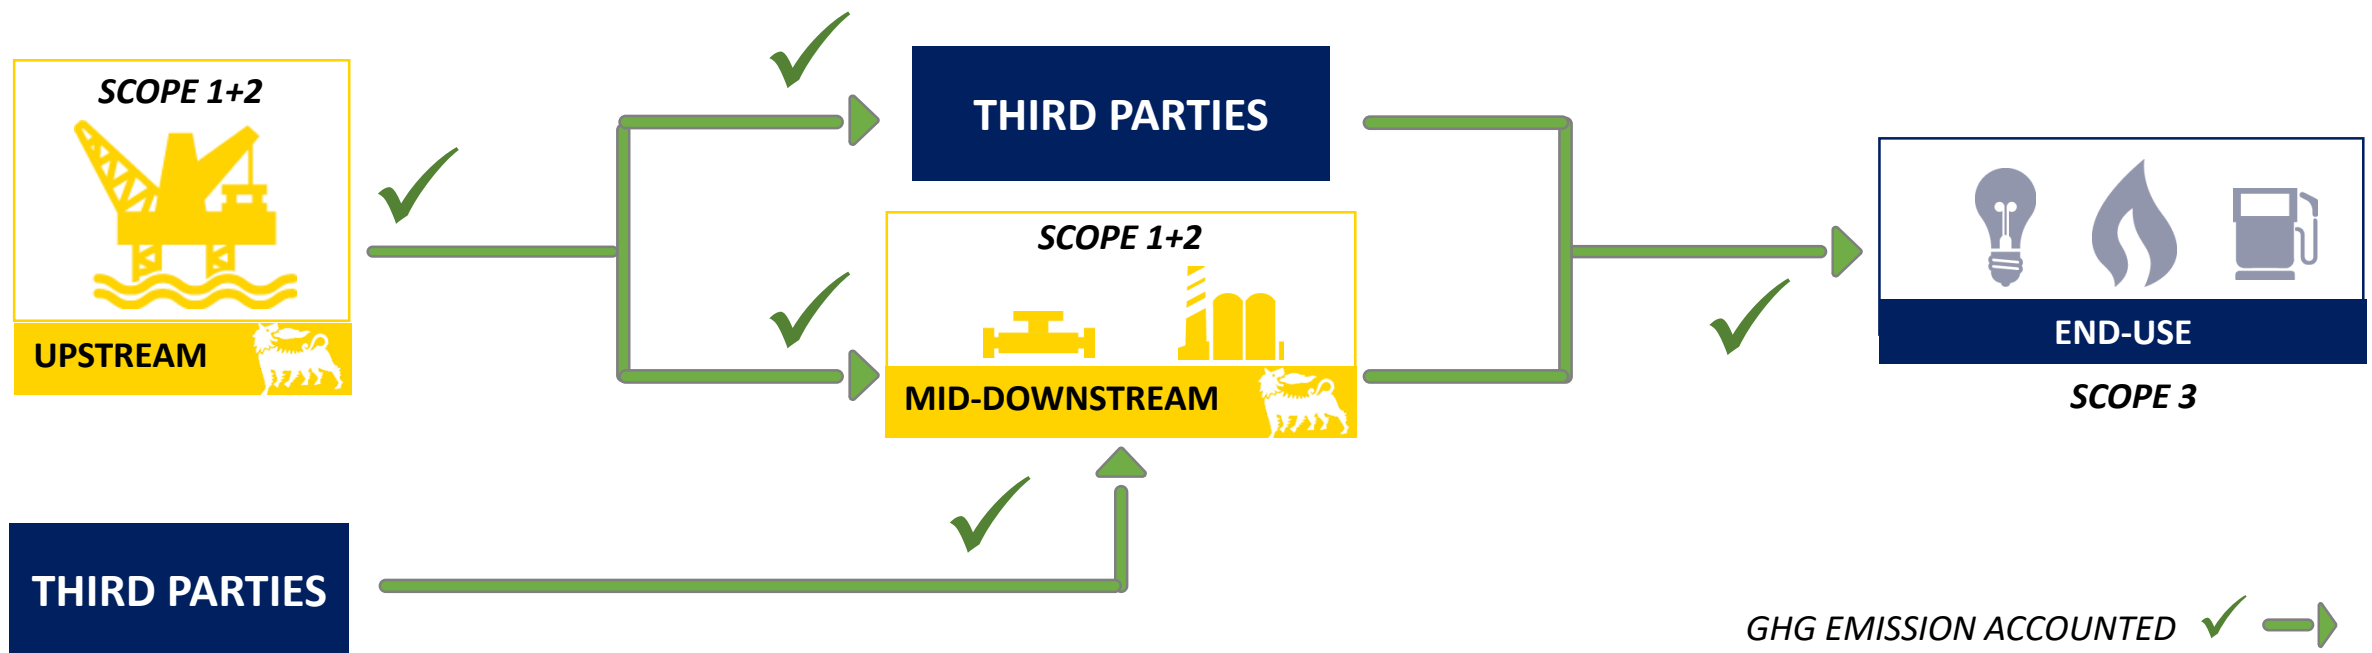 SCOPE 1+2
UPSTREAM
THIRD PARTIES
THIRD PARTIES
SCOPE 1+2
MID-DOWNSTREAM
END-USE
SCOPE 3
GHG EMISSION ACCOUNTED